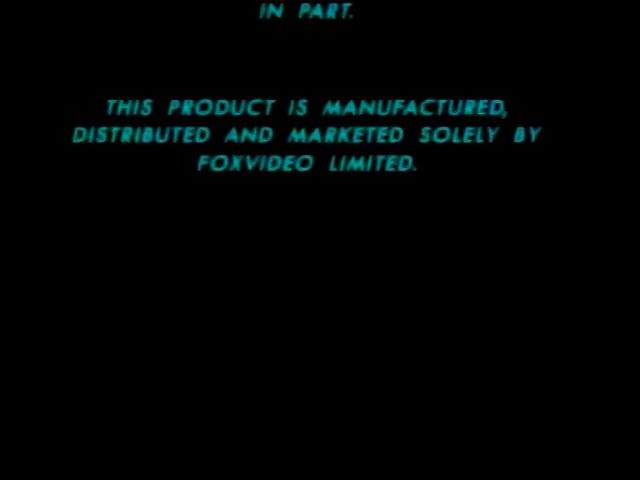 IN PART.
THIS PRODUCT IS MANUFACTURED,
DISTRIBUTED AND MARKETED SOLELY BY
FOXVIDEO LIMITED.